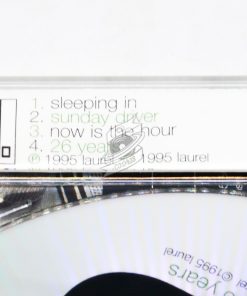 1. sleeping in
2. sunday driver
3. now is the hour
4. 26 years
℗ 1995 laurel © 1995 laurel
years
©1995 laurel